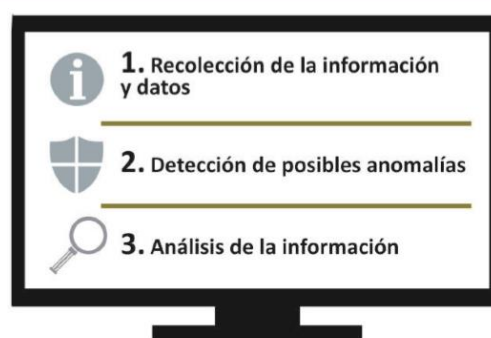 1. Recolección de la información
y datos
2. Detección de posibles anomalías
3. Análisis de la información